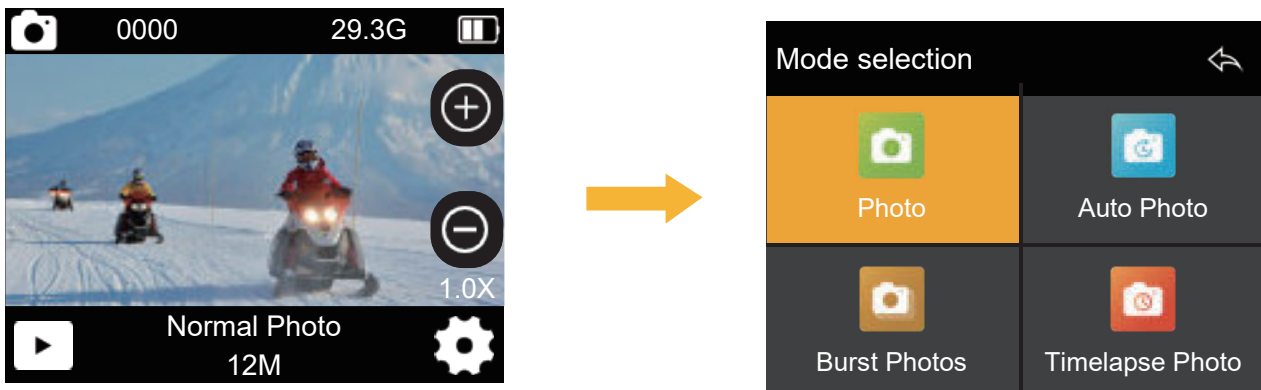 0000 29.3G
1.0X
Normal Photo
12M
Mode selection
Photo Auto Photo
Burst Photos Timelapse Photo